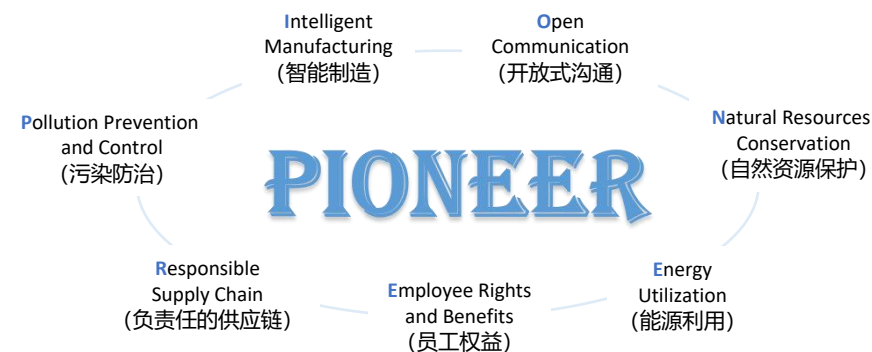 Intelligent
Manufacturing
(智能制造)
Open
Communication
(开放式沟通)
Natural Resources
Conservation
(自然资源保护)
Pollution Prevention
and Control
(污染防治)
PIONEER
Responsible
Supply Chain
(负责任的供应链)
Employee Rights
and Benefits
(员工权益)
Energy
Utilization
(能源利用)